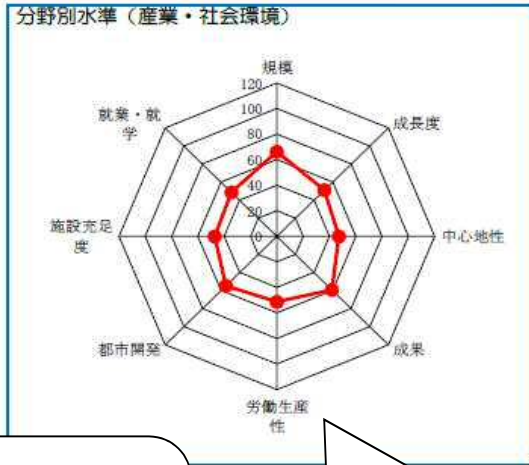 分野別水準（産業・社会環境）
規模
120
100
80
60
40
20
0
成長度
中心地性
成果
労働生産
性
都市開発
施設充足
度
就業・就
学